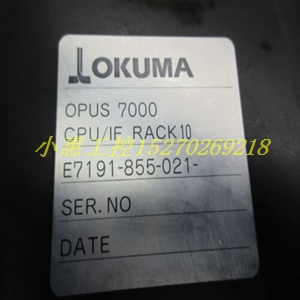 OKUMA
OPUS 7000
CPU/IF RACK10
小惠工控15270269218
E7191-855-021-
SER.NO
DATE